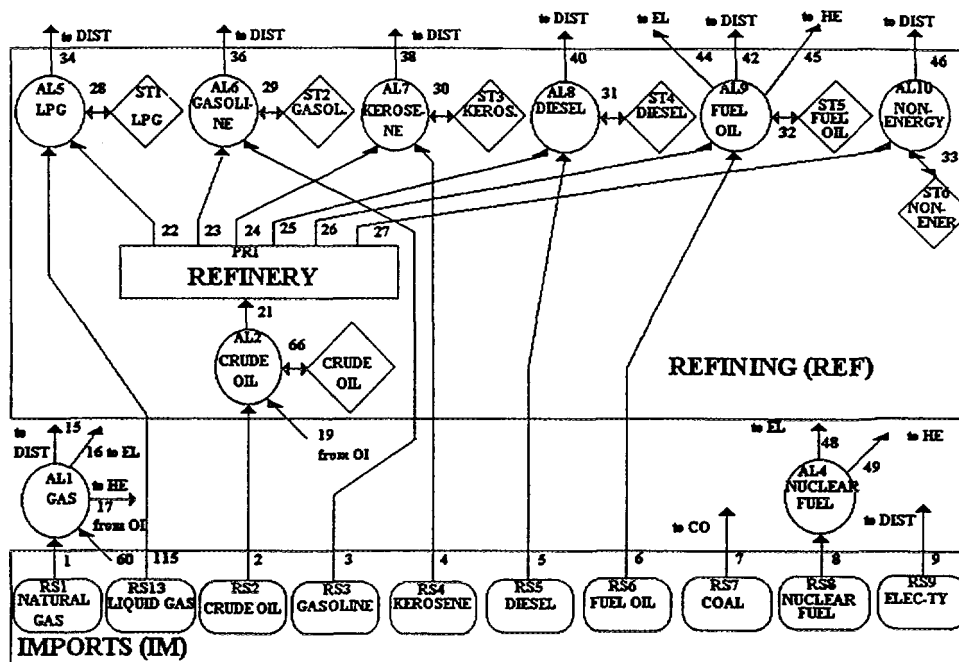 to DIST
to DIST
to DIST
to DIST
to EL
to DIST
to HE
to DIST
34
36
38
40
44
42
45
46
AL5
LPG
28
ST1
LPG
AL6
GASOLI-
NE
29
ST2
GASOL.
AL7
KEROSE-
NE
30
ST3
KEROS.
AL8
DIESEL
31
ST4
DIESEL
AL9
FUEL
OIL
32
ST5
FUEL
OIL
AL10
NON-
ENERGY
33
ST6
NON-
ENER
22
23
24
25
26
27
PR1
REFINERY
21
AL2
CRUDE
OIL
66
CRUDE
OIL
REFINING (REF)
19
from OI
to
DIST
15
16 to EL
AL1
GAS
to HE
17
from OI
60
115
to EL
48
to HE
49
AL4
NUCLEAR
FUEL
to CO
to DIST
1
2
3
4
5
6
7
8
9
RS1
NATURAL
GAS
RS13
LIQUID GAS
RS2
CRUDE OIL
RS3
GASOLINE
RS4
KEROSENE
RS5
DIESEL
RS6
FUEL OIL
RS7
COAL
RS8
NUCLEAR
FUEL
RS9
ELEC-TY
IMPORTS (IM)